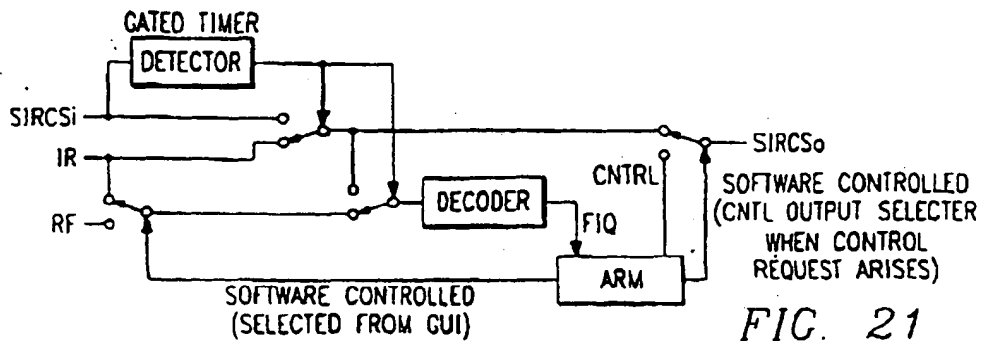 GATED TIMER
DETECTOR
SIRCSi
IR
RF
SIRCSo
CNTRL
DECODER
FIQ
ARM
SOFTWARE CONTROLLED
(CNTL OUTPUT SELECTER
WHEN CONTROL
REQUEST ARISES)
SOFTWARE CONTROLLED
(SELECTED FROM GUI)
FIG. 21